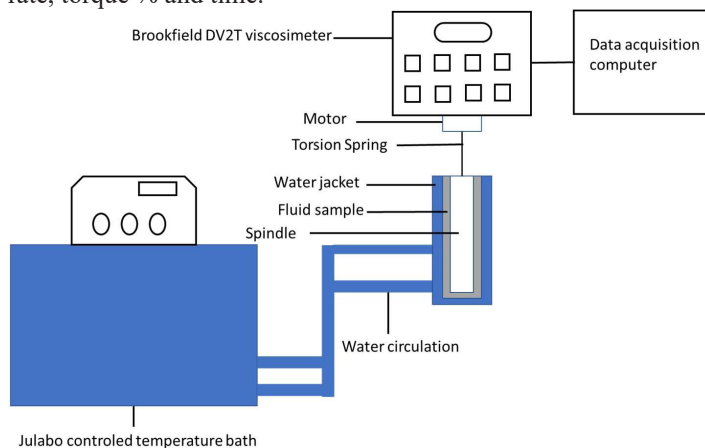 rate, torque % and time.
Brookfield DV2T viscosimeter
Data acquisition
computer
Motor
Torsion Spring
Water jacket
Fluid sample
Spindle
Water circulation
Julabo controled temperature bath